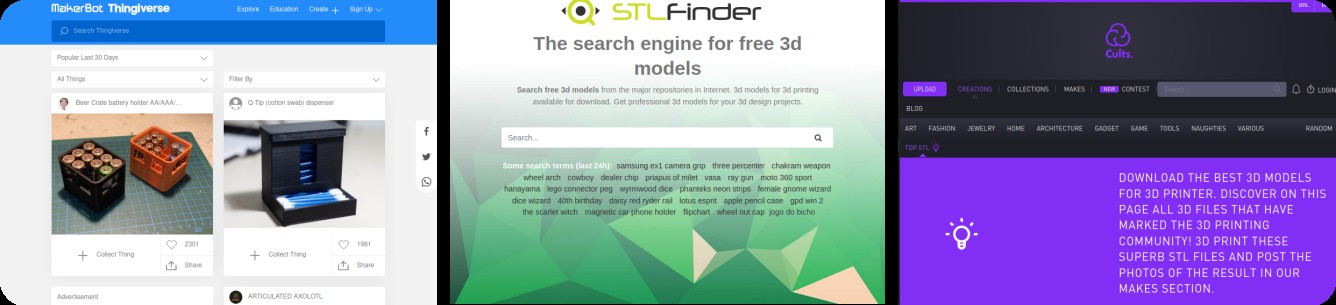 MakerBot Thingiverse
Explore Education Create + Sign Up
Search Thingiverse
Popular Last 30 Days
All Things
Filter By
Beer Crate battery holder AA/AAA/...
Q-Tip (cotton swab) dispenser
Collect Thing
2301
Share
Collect Thing
1981
Share
Advertisement
ARTICULATED AXOLOTL
STLFinder
The search engine for free 3d
models
Search free 3d models from the major repositories in Internet. 3d models for 3d printing
available for download. Get professional 3d models for your 3d design projects.
Search...
Some search terms (last 24h): samsung ex1 camera grip three percenter chakram weapon
wheel arch cowboy dealer chip priapus of milet vasa ray gun moto 360 sport
hanayama lego connector peg wyrmwood dice phanteks neon strips female gnome wizard
dice wizard 40th birthday daisy red ryder rail lotus esprit apple pencil case gpd win 2
the scarlet witch magnetic car phone holder flipchart wheel nut cap jogo do bicho
BRL
Cults.
UPLOAD CREATIONS COLLECTIONS MAKES NEW CONTEST Search LOGIN
BLOG
ART FASHION JEWELRY HOME ARCHITECTURE GADGET GAME TOOLS NAUGHTIES VARIOUS RANDOM
TOP STL
DOWNLOAD THE BEST 3D MODELS
FOR 3D PRINTER. DISCOVER ON THIS
PAGE ALL 3D FILES THAT HAVE
MARKED THE 3D PRINTING
COMMUNITY! 3D PRINT THESE
SUPERB STL FILES AND POST THE
PHOTOS OF THE RESULT IN OUR
MAKES SECTION.